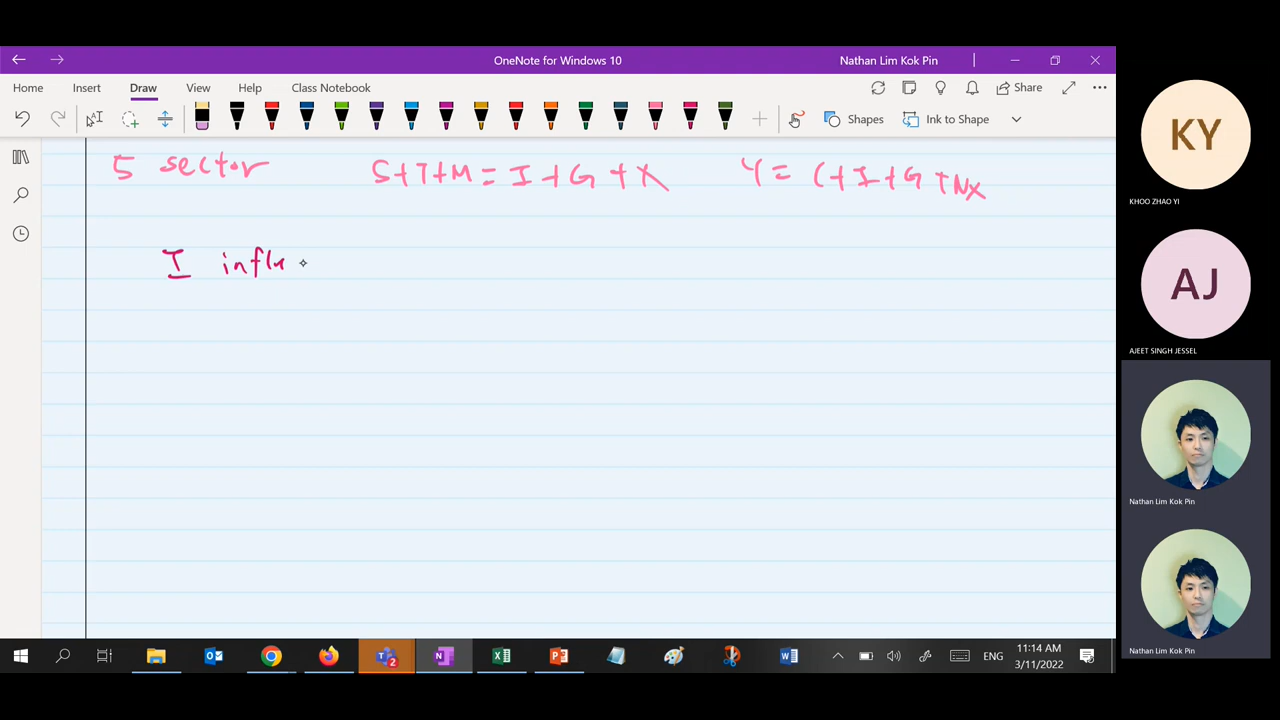 OneNote for Windows 10
Nathan Lim Kok Pin
Home Insert Draw View Help Class Notebook
Share
Shapes Ink to Shape
5 sector S+T+M = I+G+X Y = C+I+G+NX
I influ
KY
KHOO ZHAO YI
AJ
AJEET SINGH JESSEL
Nathan Lim Kok Pin
Nathan Lim Kok Pin
2
ENG
11:14 AM
3/11/2022